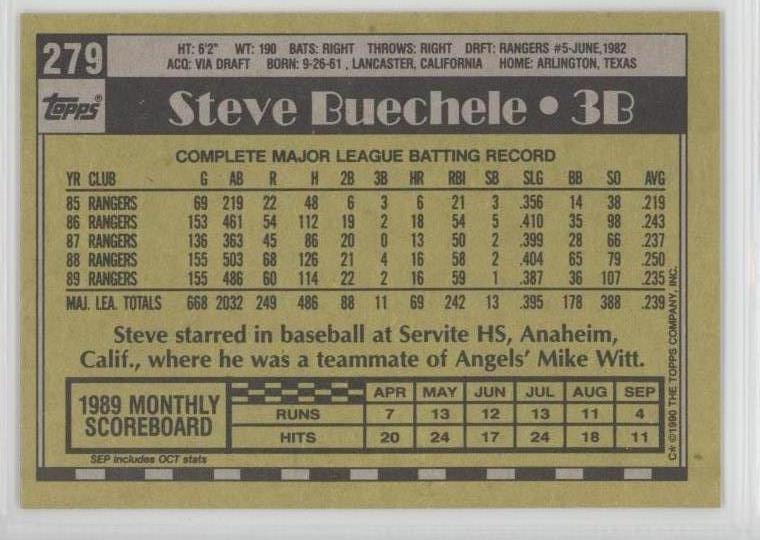 279
HT: 6'2" WT: 190 BATS: RIGHT THROWS: RIGHT DRFT: RANGERS #5-JUNE,1982
ACQ: VIA DRAFT BORN: 9-26-61, LANCASTER, CALIFORNIA HOME: ARLINGTON, TEXAS
Topps®
Steve Buechele • 3B
COMPLETE MAJOR LEAGUE BATTING RECORD
YR CLUB G AB R H 2B 3B HR RBI SB SLG BB SO AVG
85 RANGERS 69 219 22 48 6 3 6 21 3 .356 14 38 .219
86 RANGERS 153 461 54 112 19 2 18 54 5 .410 35 98 .243
87 RANGERS 136 363 45 86 20 0 13 50 2 .399 28 66 .237
88 RANGERS 155 503 68 126 21 4 16 58 2 .404 65 79 .250
89 RANGERS 155 486 60 114 22 2 16 59 1 .387 36 107 .235
MAJ. LEA. TOTALS 668 2032 249 486 88 11 69 242 13 .395 178 388 .239
Steve starred in baseball at Servite HS, Anaheim,
Calif., where he was a teammate of Angels' Mike Witt.
1989 MONTHLY
SCOREBOARD
APR MAY JUN JUL AUG SEP
RUNS 7 13 12 13 11 4
HITS 20 24 17 24 18 11
SEP includes OCT stats
C* ©1990 THE TOPPS COMPANY, INC.